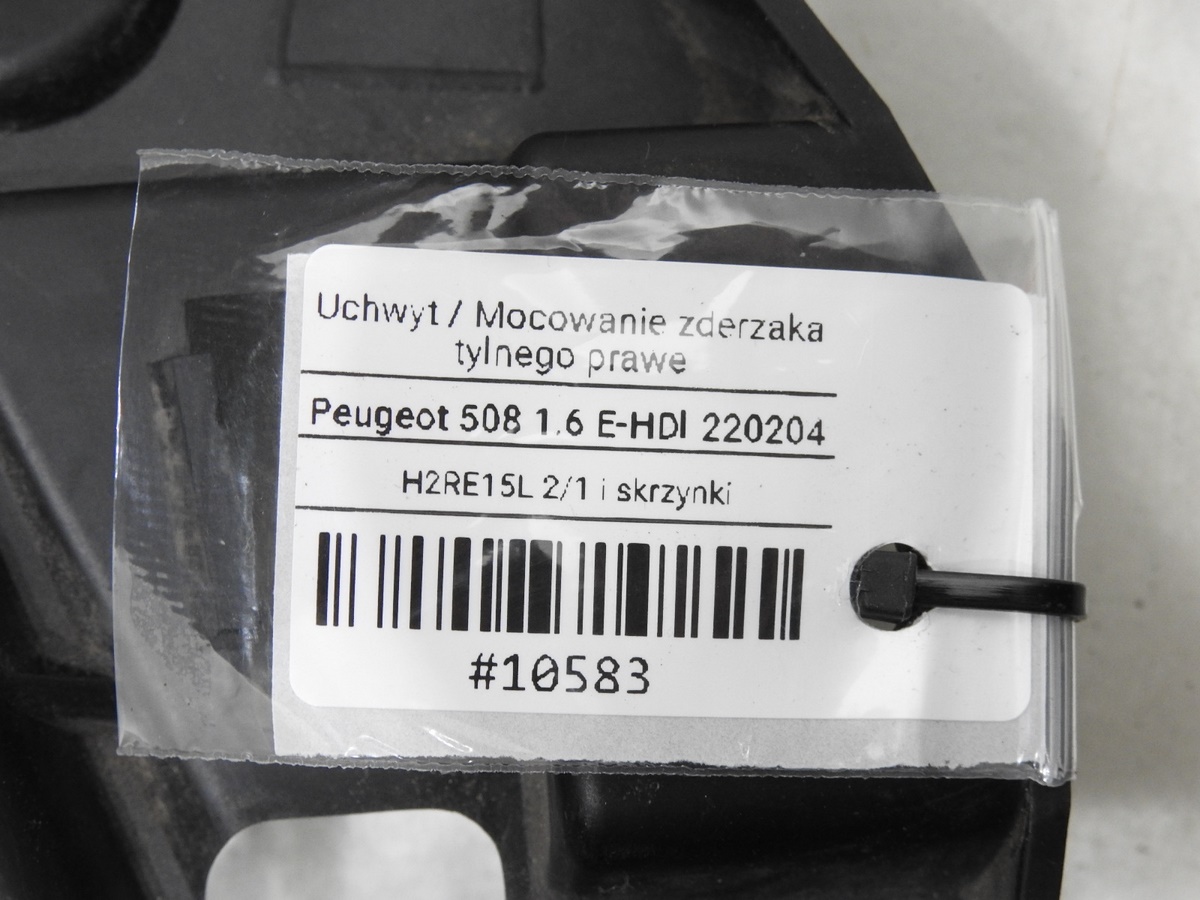 Uchwyt / Mocowanie zderzaka
tylnego prawe
Peugeot 508 1.6 E-HDI 220204
H2RE15L 2/1 i skrzynki
#10583